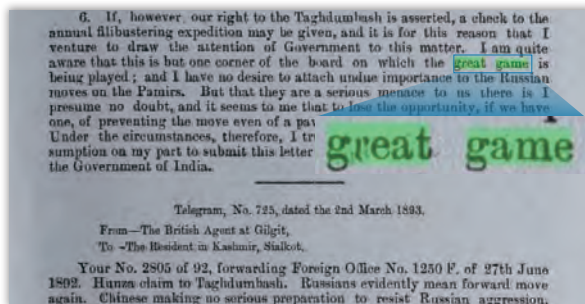 6. If, however, our right to the Taghdumbash is asserted, a check to the
annual filibustering expedition may be given, and it is for this reason that I
venture to draw the attention of Government to this matter. I am quite
aware that this is but one corner of the board on which the great game is
being played; and I have no desire to attach undue importance to the Russian
moves on the Pamirs. But that they are a serious menace to us there is I
presume no doubt, and it seems to me that to lose the opportunity, if we have
one, of preventing the move even of a
Under the circumstances, therefore, I
sumption on my part to submit this letter
the Government of India.
great game
Telegram, No. 725, dated the 2nd March 1893.
From—The British Agent at Gilgit,
To—The Resident in Kashmir, Sialkot.
Your No. 2805 of 92, forwarding Foreign Office No. 1250 F. of 27th June
1892. Hunza claim to Taghdumbash. Russians evidently mean forward move
again. Chinese making no serious preparation to resist Russian aggression.